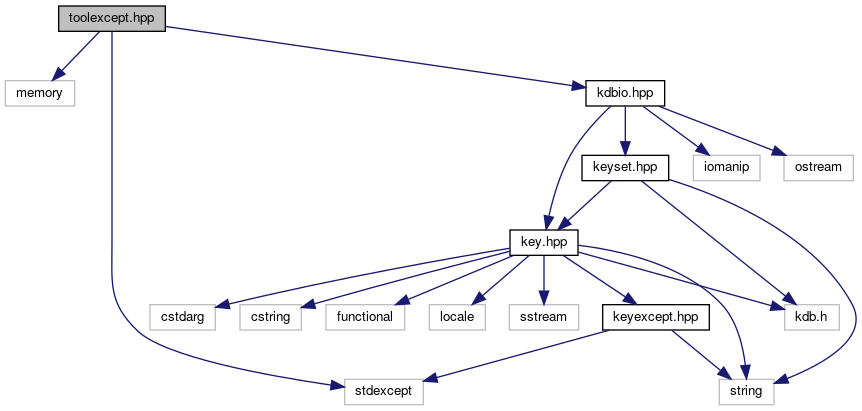 toolexcept.hpp
memory
kdbio.hpp
keyset.hpp
iomanip
ostream
key.hpp
cstdarg
cstring
functional
locale
sstream
keyexcept.hpp
kdb.h
stdexcept
string